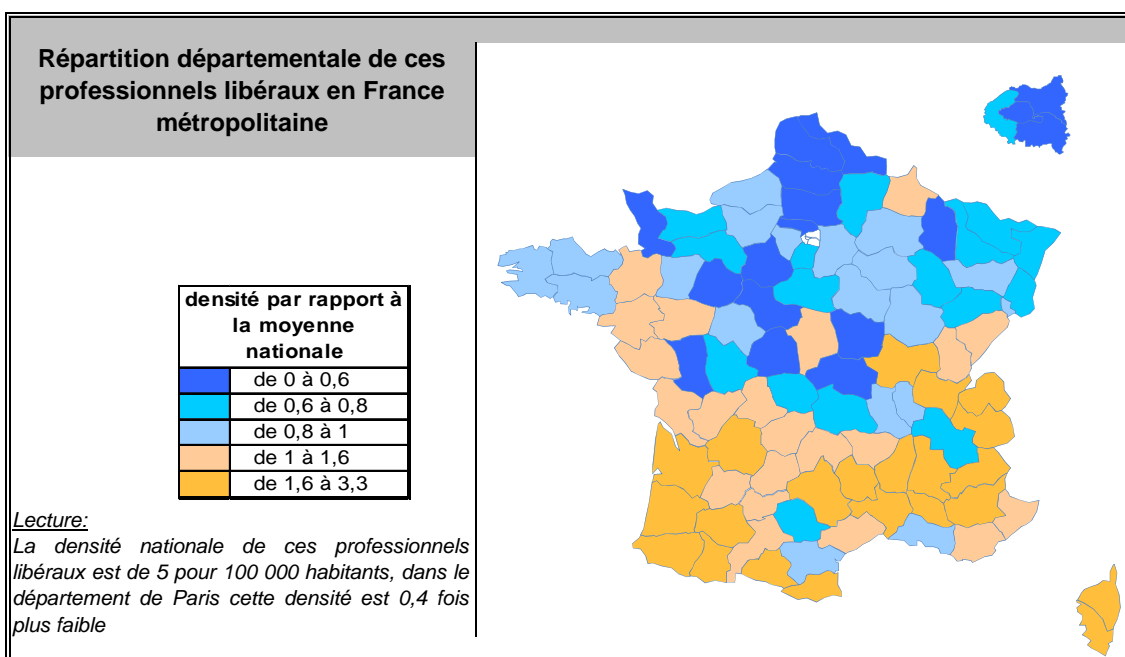 Répartition départementale de ces
professionnels libéraux en France
métropolitaine
densité par rapport à
la moyenne
nationale
de 0 à 0,6
de 0,6 à 0,8
de 0,8 à 1
de 1 à 1,6
de 1,6 à 3,3
Lecture:
La densité nationale de ces professionnels
libéraux est de 5 pour 100 000 habitants, dans le
département de Paris cette densité est 0,4 fois
plus faible